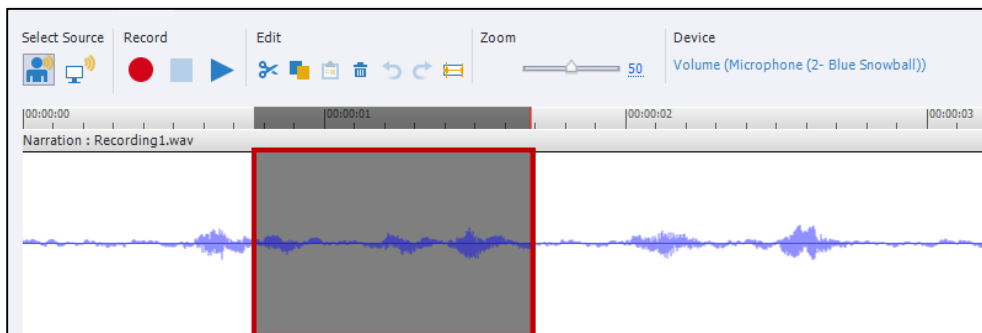 Select Source
Record
Edit
Zoom
Device
50
Volume (Microphone (2- Blue Snowball))
00:00:00
00:00:01
00:00:02
00:00:03
Narration : Recording1.wav